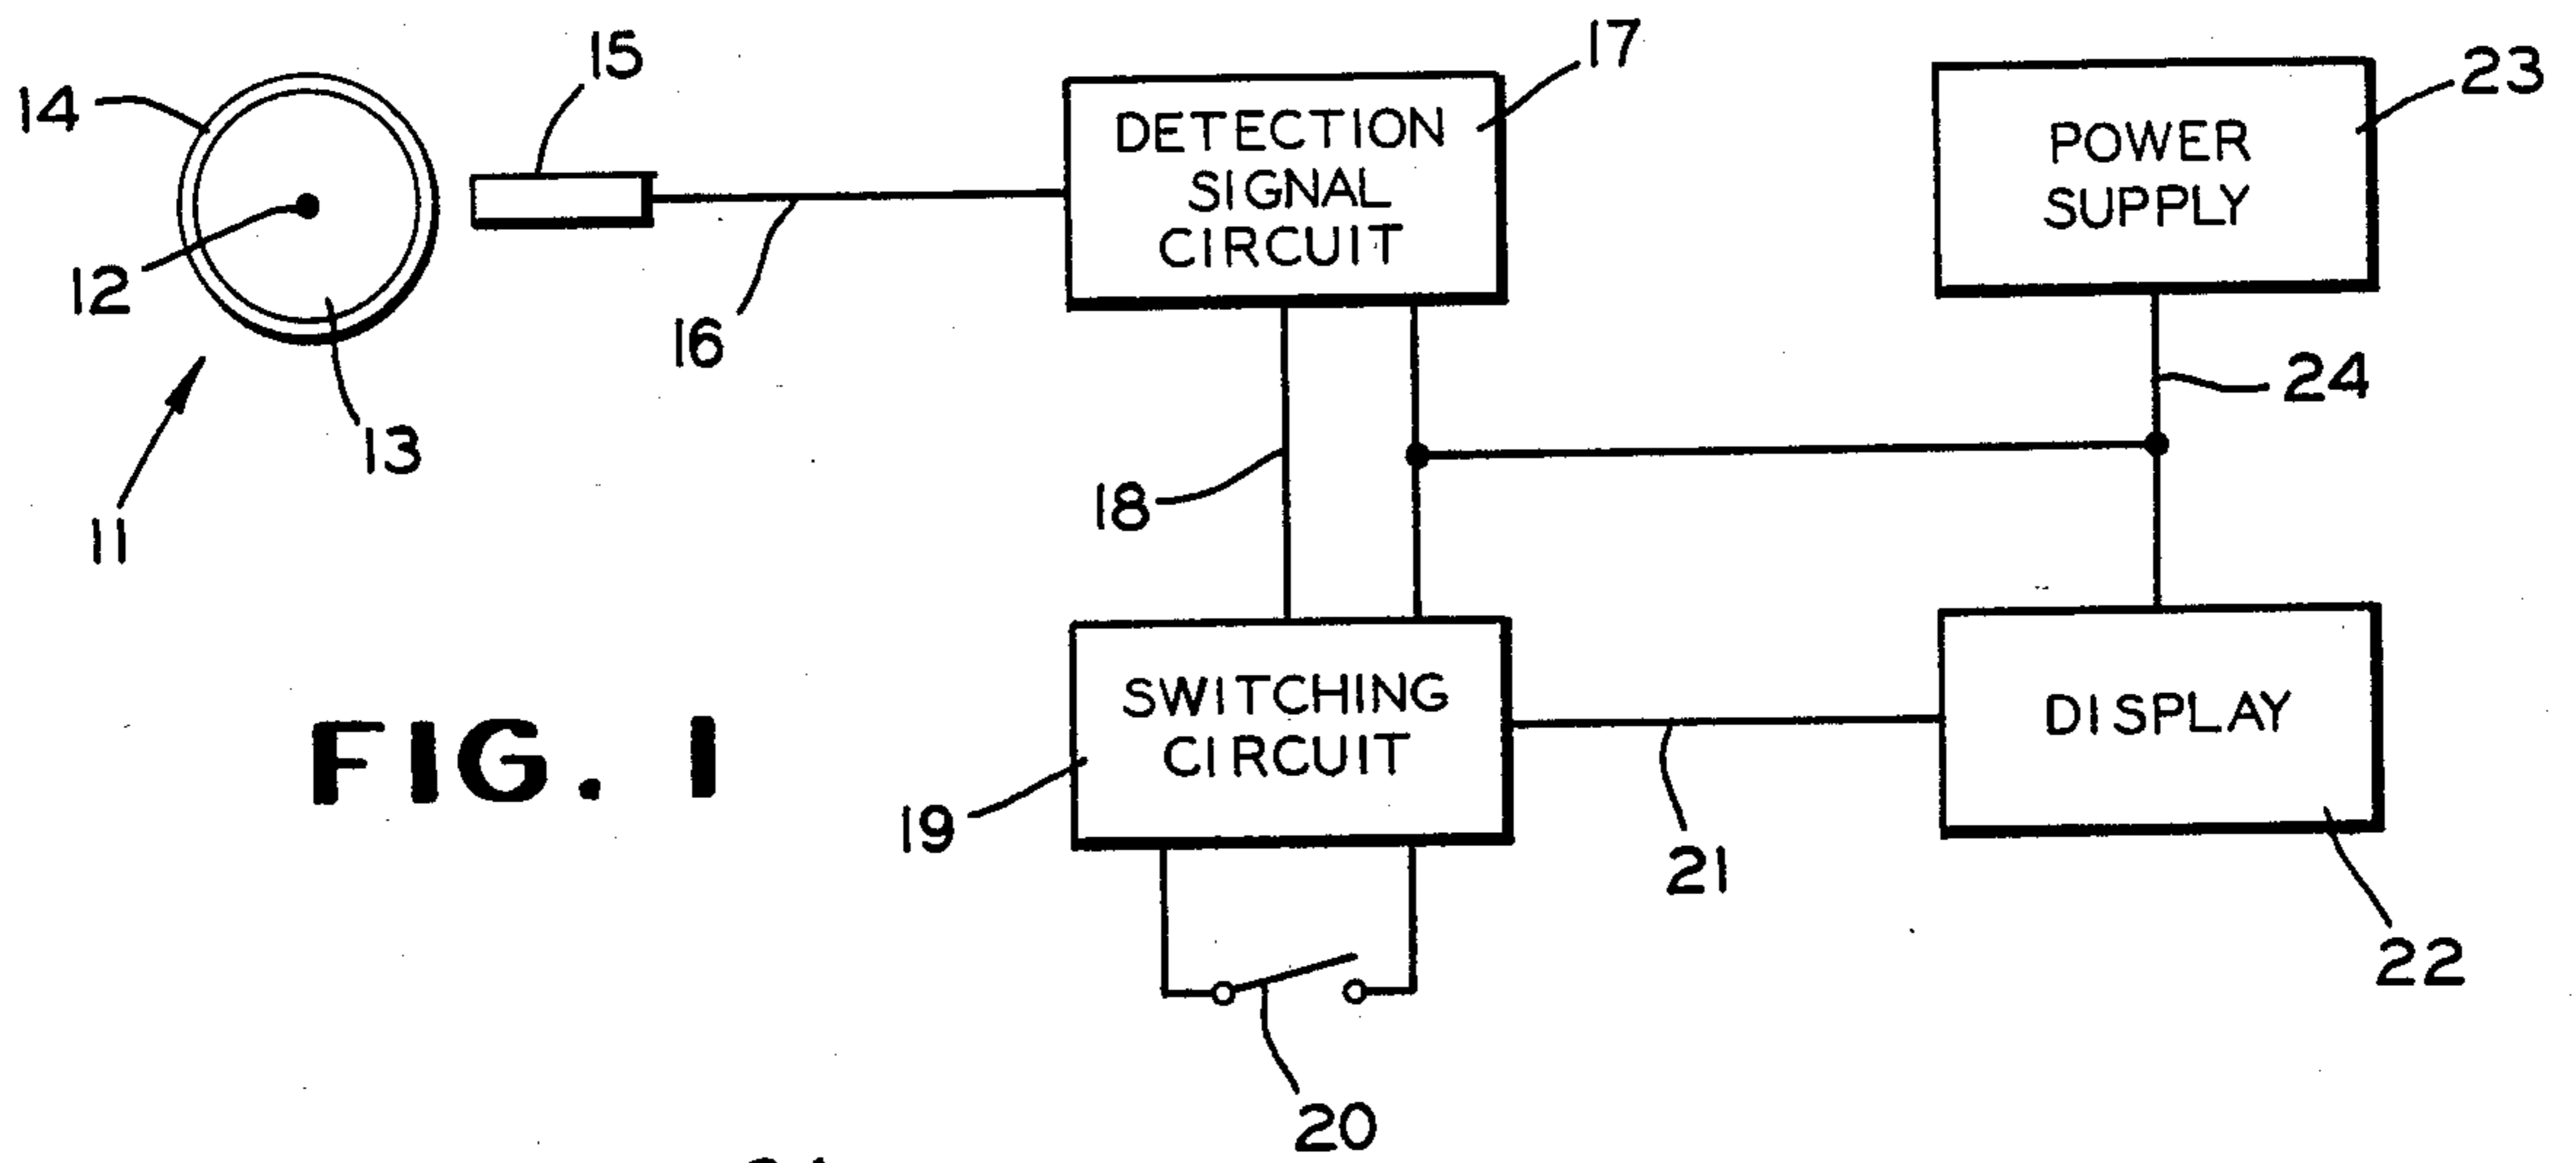 14
15
17
23
DETECTION
SIGNAL
CIRCUIT
POWER
SUPPLY
12
16
13
24
11
18
SWITCHING
CIRCUIT
DISPLAY
FIG. 1
19
21
22
20